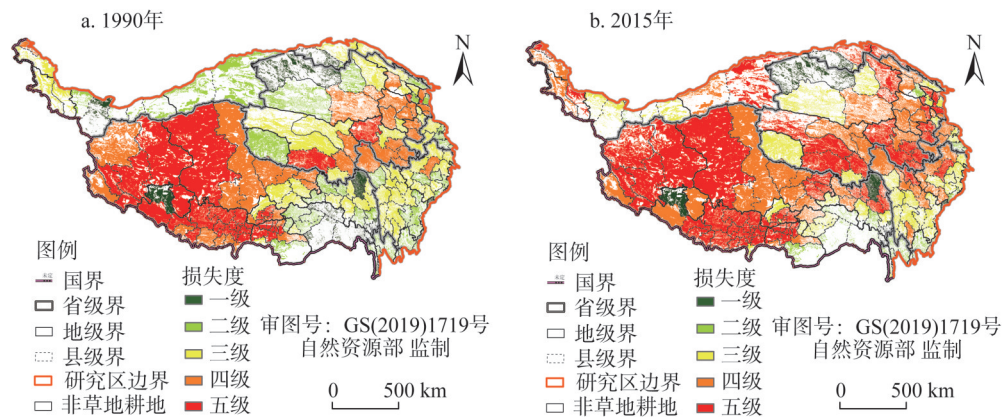 a. 1990年
N
图例
国界
省级界
地级界
县级界
研究区边界
非草地耕地
损失度
一级
二级
三级
四级
五级
审图号：GS(2019)1719号
自然资源部 监制
0 500 km
b. 2015年
N
图例
国界
省级界
地级界
县级界
研究区边界
非草地耕地
损失度
一级
二级
三级
四级
五级
审图号：GS(2019)1719号
自然资源部 监制
0 500 km